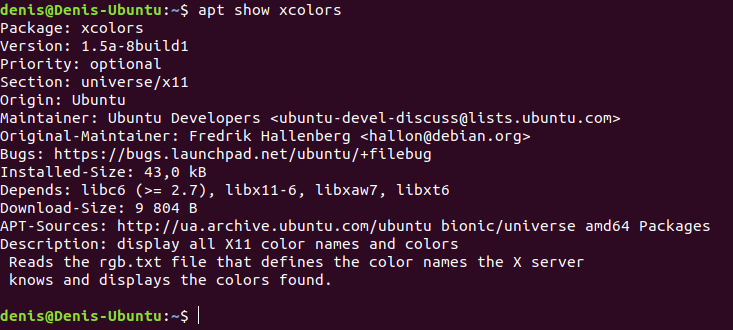 denis@Denis-Ubuntu:~$ apt show xcolors
Package: xcolors
Version: 1.5a-8build1
Priority: optional
Section: universe/x11
Origin: Ubuntu
Maintainer: Ubuntu Developers <ubuntu-devel-discuss@lists.ubuntu.com>
Original-Maintainer: Fredrik Hallenberg <hallon@debian.org>
Bugs: https://bugs.launchpad.net/ubuntu/+filebug
Installed-Size: 43,0 kB
Depends: libc6 (>= 2.7), libx11-6, libxaw7, libxt6
Download-Size: 9 804 B
APT-Sources: http://ua.archive.ubuntu.com/ubuntu bionic/universe amd64 Packages
Description: display all X11 color names and colors
 Reads the rgb.txt file that defines the color names the X server
 knows and displays the colors found.

denis@Denis-Ubuntu:~$